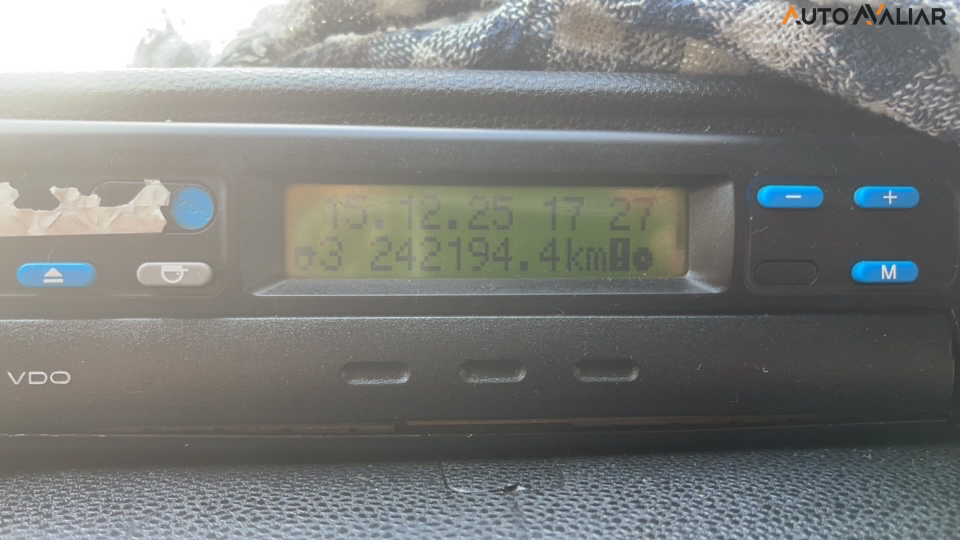 AUTO AVALIAR
15.12.25 17 27
3 242194.4km
- +
M
VDO